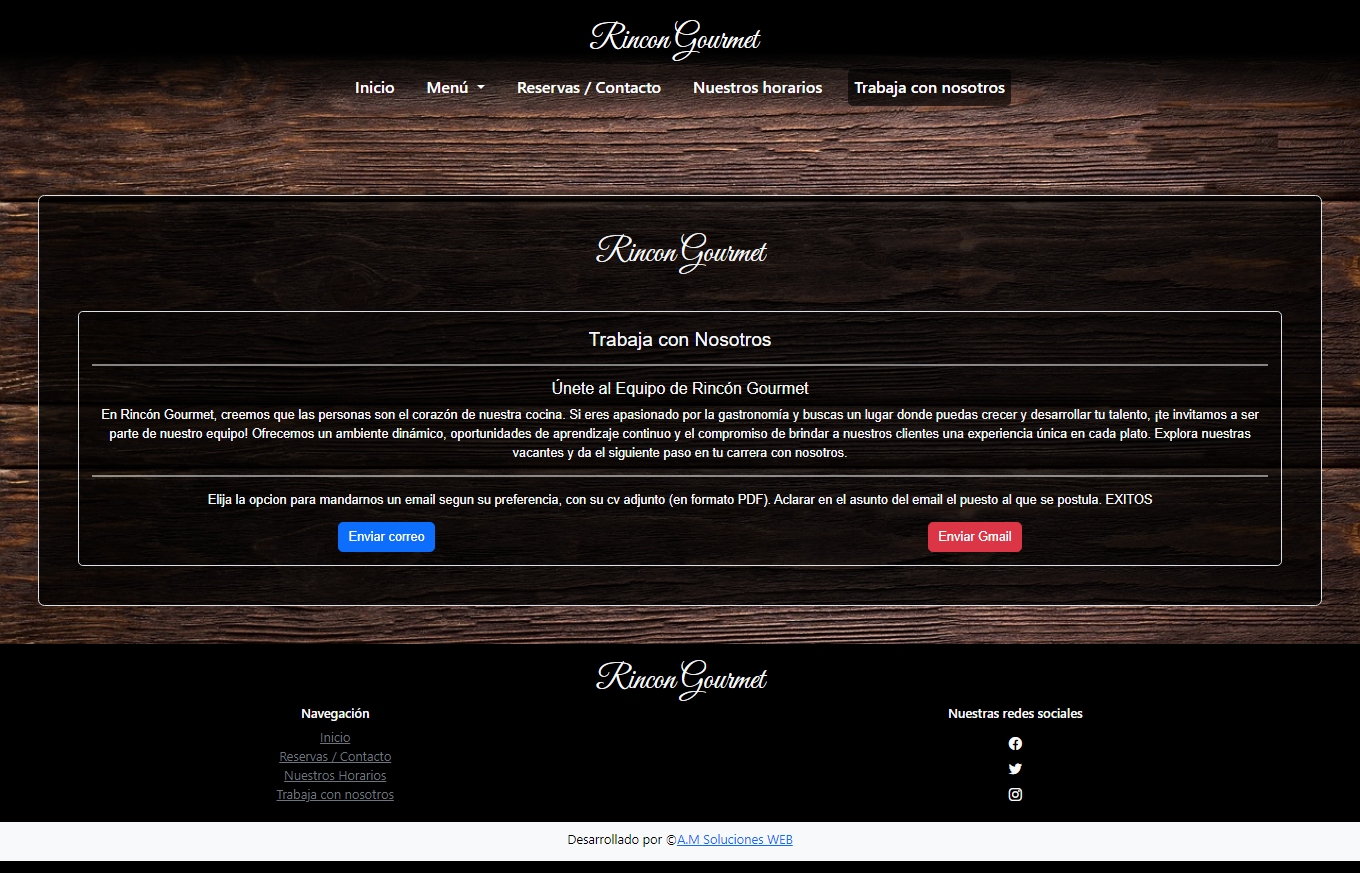 Rincon Gourmet
Inicio Menú Reservas / Contacto Nuestros horarios Trabaja con nosotros
Rincon Gourmet
Trabaja con Nosotros
Únete al Equipo de Rincón Gourmet
En Rincón Gourmet, creemos que las personas son el corazón de nuestra cocina. Si eres apasionado por la gastronomía y buscas un lugar donde puedas crecer y desarrollar tu talento, ¡te invitamos a ser
parte de nuestro equipo! Ofrecemos un ambiente dinámico, oportunidades de aprendizaje continuo y el compromiso de brindar a nuestros clientes una experiencia única en cada plato. Explora nuestras
vacantes y da el siguiente paso en tu carrera con nosotros.
Elija la opcion para mandarnos un email segun su preferencia, con su cv adjunto (en formato PDF). Aclarar en el asunto del email el puesto al que se postula. EXITOS
Enviar correo Enviar Gmail
Rincon Gourmet
Navegación
Inicio
Reservas / Contacto
Nuestros Horarios
Trabaja con nosotros
Nuestras redes sociales
Desarrollado por ©A.M Soluciones WEB